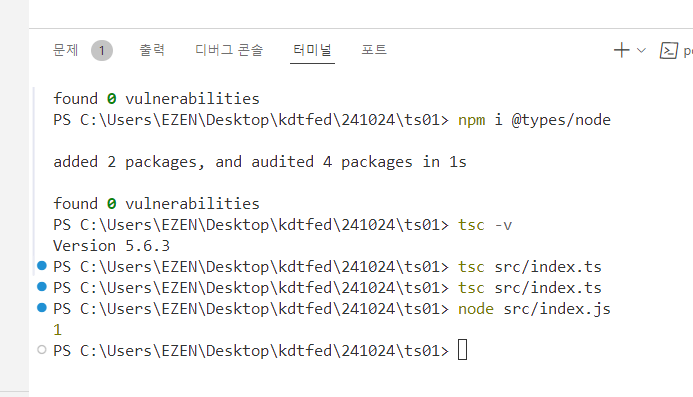 문제 1 출력 디버그 콘솔 터미널 포트
found 0 vulnerabilities
PS C:\Users\EZEN\Desktop\kdtfed\241024\ts01> npm i @types/node
added 2 packages, and audited 4 packages in 1s
found 0 vulnerabilities
PS C:\Users\EZEN\Desktop\kdtfed\241024\ts01> tsc -v
Version 5.6.3
PS C:\Users\EZEN\Desktop\kdtfed\241024\ts01> tsc src/index.ts
PS C:\Users\EZEN\Desktop\kdtfed\241024\ts01> tsc src/index.ts
PS C:\Users\EZEN\Desktop\kdtfed\241024\ts01> node src/index.js
1
PS C:\Users\EZEN\Desktop\kdtfed\241024\ts01>